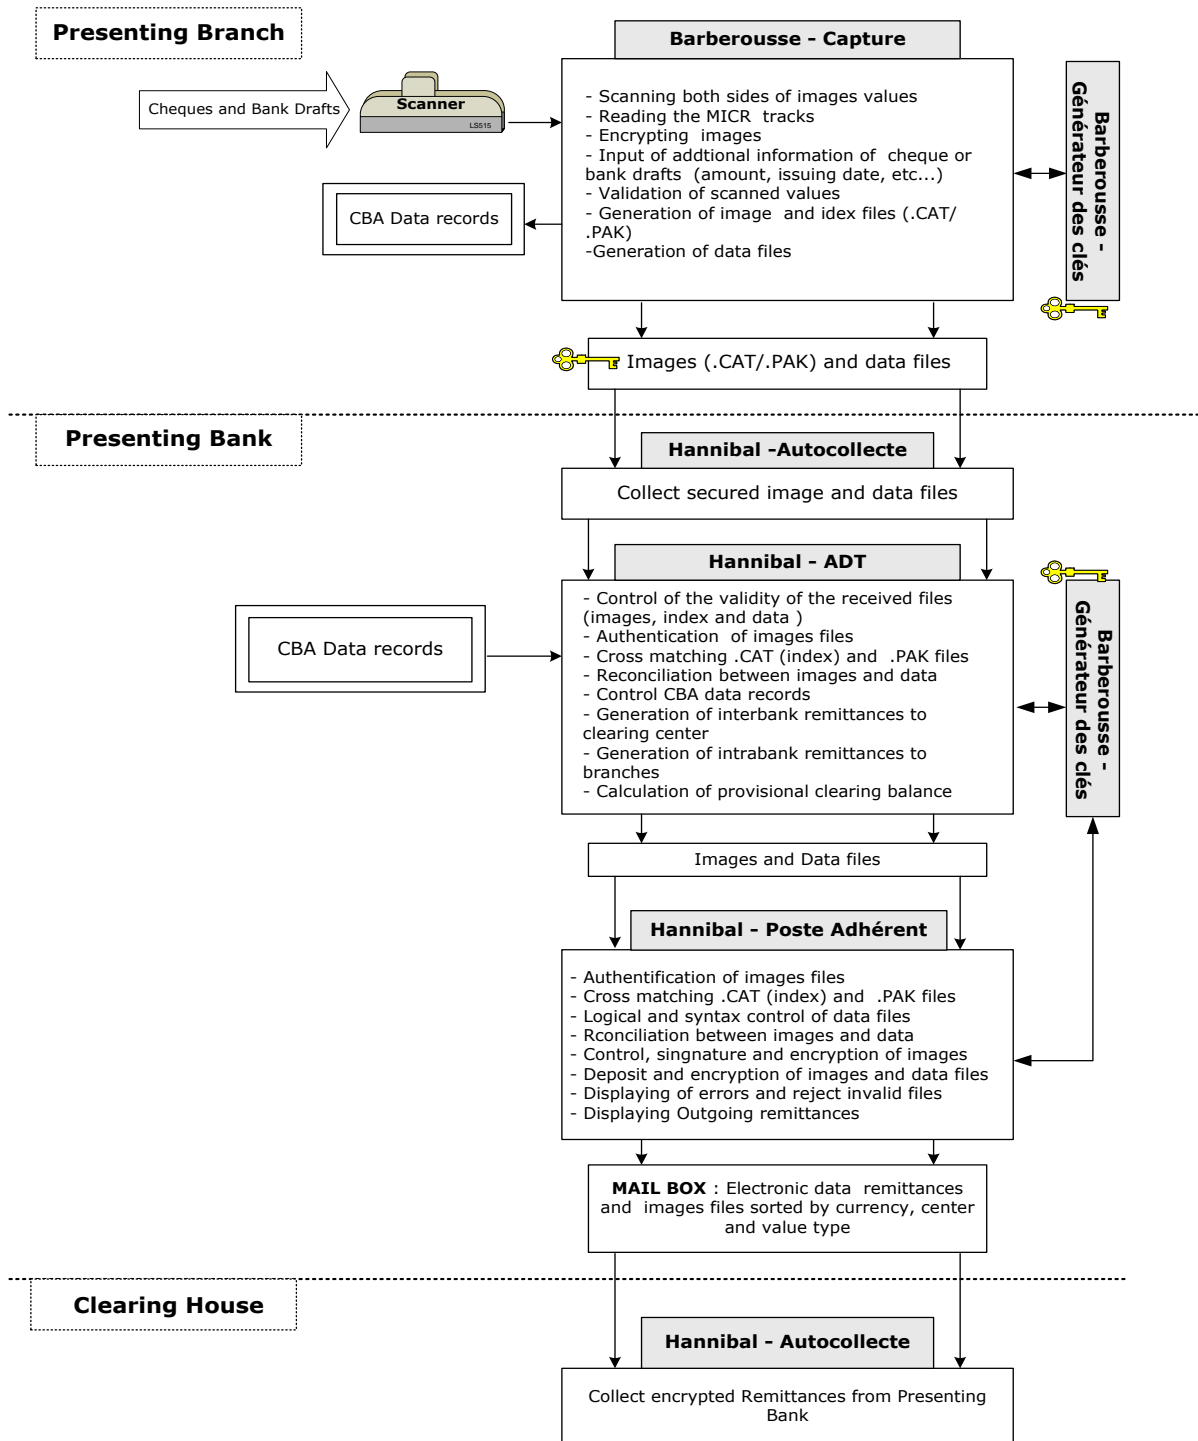 Presenting Branch
Barberousse - Capture
Cheques and Bank Drafts
Scanner
LS515
- Scanning both sides of images values
- Reading the MICR tracks
- Encrypting images
- Input of addtional information of cheque or
bank drafts (amount, issuing date, etc...)
- Validation of scanned values
- Generation of image and idex files (.CAT/
.PAK)
-Generation of data files
Barberousse -
Générateur des clés
CBA Data records
Images (.CAT/.PAK) and data files
Presenting Bank
Hannibal -Autocollecte
Collect secured image and data files
Hannibal - ADT
- Control of the validity of the received files
(images, index and data )
- Authentication of images files
- Cross matching .CAT (index) and .PAK files
- Reconciliation between images and data
- Control CBA data records
- Generation of interbank remittances to
clearing center
- Generation of intrabank remittances to
branches
- Calculation of provisional clearing balance
CBA Data records
Barberousse -
Générateur des clés
Images and Data files
Hannibal - Poste Adhérent
- Authentification of images files
- Cross matching .CAT (index) and .PAK files
- Logical and syntax control of data files
- Rconciliation between images and data
- Control, singnature and encryption of images
- Deposit and encryption of images and data files
- Displaying of errors and reject invalid files
- Displaying Outgoing remittances
MAIL BOX : Electronic data remittances
and images files sorted by currency, center
and value type
Clearing House
Hannibal - Autocollecte
Collect encrypted Remittances from Presenting
Bank